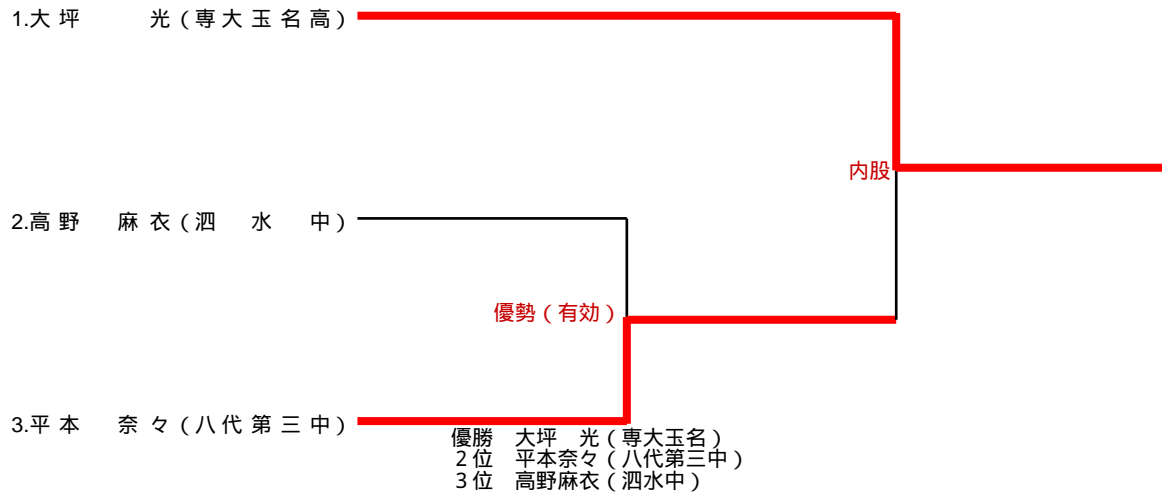 1.大坪　光(専大玉名高)
内股
2.高野　麻衣(泗水中)
優勢(有効)
3.平本　奈々(八代第三中)
優勝　大坪　光(専大玉名)
2位　平本奈々(八代第三中)
3位　高野麻衣(泗水中)